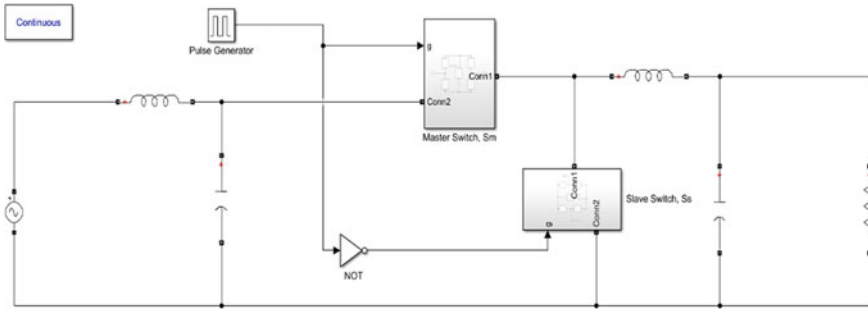 Continuous
Pulse Generator
g
Conn1
Conn2
Master Switch, Sm
Conn1
Slave Switch, Ss
g
Conn2
NOT